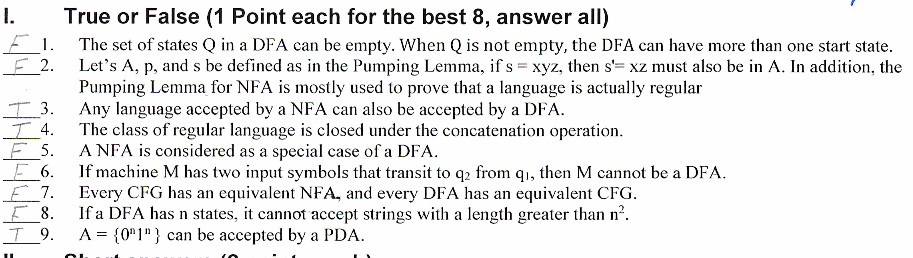 I. True or False (1 Point each for the best 8, answer all)
F 1. The set of states Q in a DFA can be empty. When Q is not empty, the DFA can have more than one start state.
F 2. Let's A, p, and s be defined as in the Pumping Lemma, if s = xyz, then s'= xz must also be in A. In addition, the
Pumping Lemma for NFA is mostly used to prove that a language is actually regular
T 3. Any language accepted by a NFA can also be accepted by a DFA.
T 4. The class of regular language is closed under the concatenation operation.
F 5. A NFA is considered as a special case of a DFA.
F 6. If machine M has two input symbols that transit to q₂ from q₁, then M cannot be a DFA.
F 7. Every CFG has an equivalent NFA, and every DFA has an equivalent CFG.
F 8. If a DFA has n states, it cannot accept strings with a length greater than n².
T 9. A = {0ⁿ1ⁿ} can be accepted by a PDA.